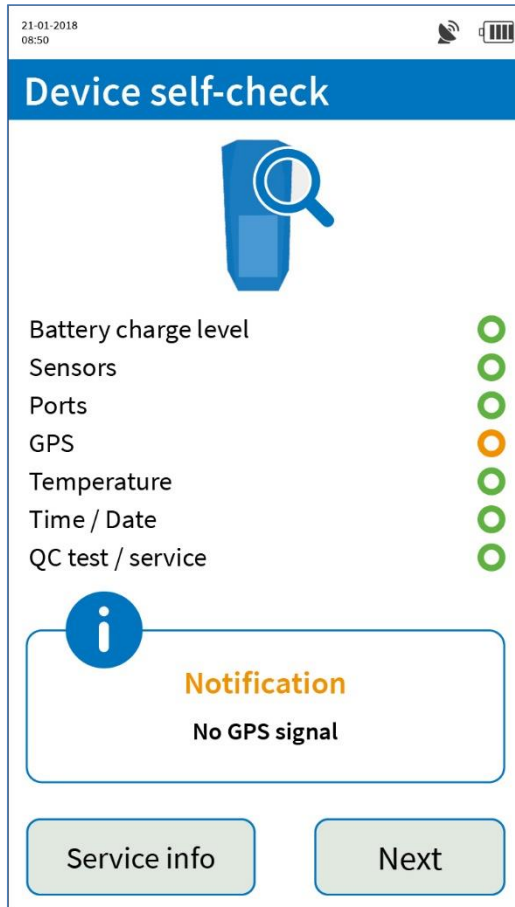 21-01-2018
08:50
Device self-check
Battery charge level
Sensors
Ports
GPS
Temperature
Time / Date
QC test / service
i
Notification
No GPS signal
Service info
Next